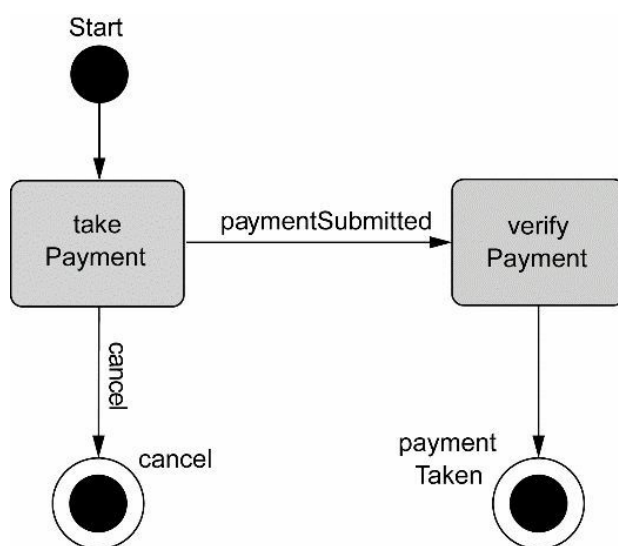 Start
take
Payment
paymentSubmitted
verify
Payment
cancel
cancel
payment
Taken